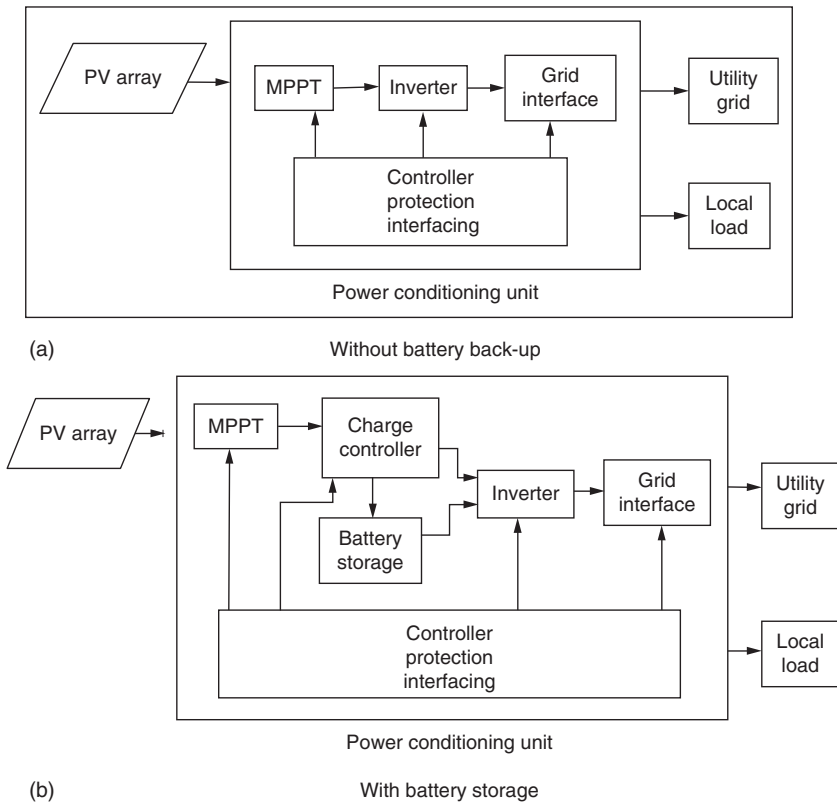 PV array
MPPT
Inverter
Grid
interface
Utility
grid
Controller
protection
interfacing
Local
load
Power conditioning unit
(a)
Without battery back-up
PV array
MPPT
Charge
controller
Inverter
Grid
interface
Utility
grid
Battery
storage
Controller
protection
interfacing
Local
load
Power conditioning unit
(b)
With battery storage